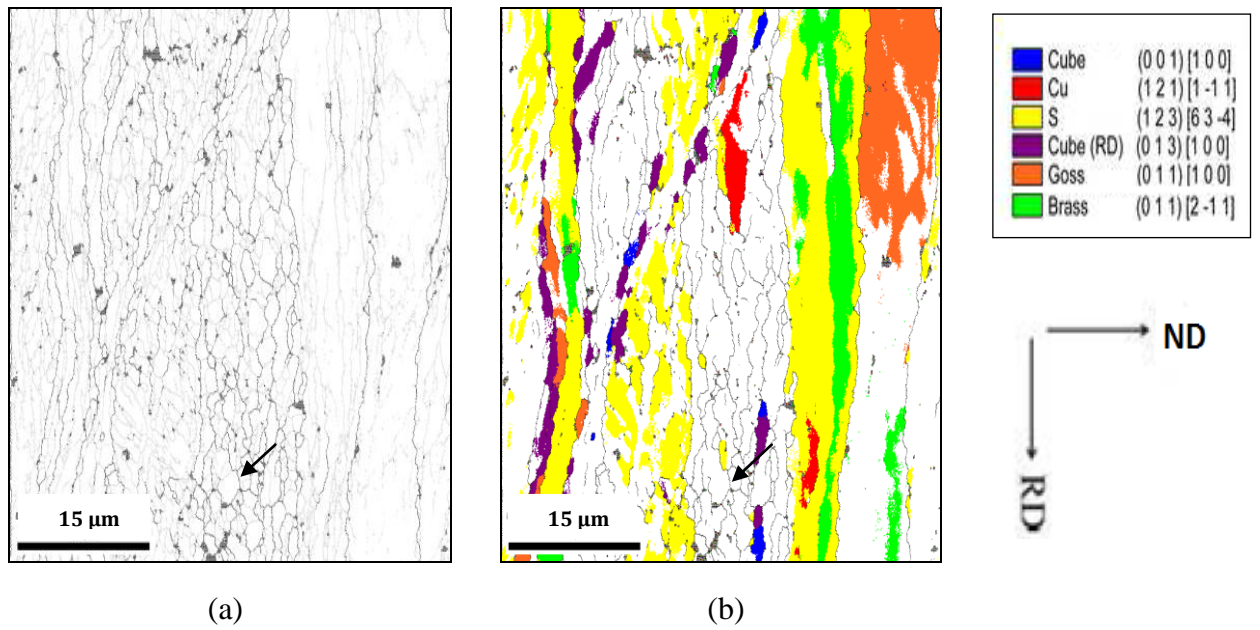 15 µm
15 µm
Cube (0 0 1) [1 0 0]
Cu (1 2 1) [1 -1 1]
S (1 2 3) [6 3 -4]
Cube (RD) (0 1 3) [1 0 0]
Goss (0 1 1) [1 0 0]
Brass (0 1 1) [2 -1 1]
ND
RD
(a)
(b)